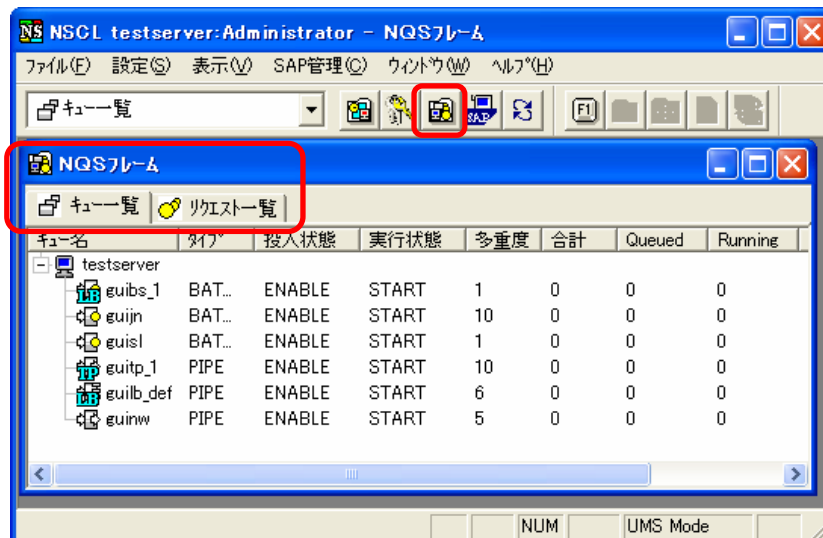 NSCL testserver:Administrator - NQSフレーム
ファイル(F) 設定(S) 表示(V) SAP管理(C) ウィンドウ(W) ヘルプ(H)
キュー一覧 SAP F1
NQSフレーム
キュー一覧 リクエスト一覧
キュー名 タイプ 投入状態 実行状態 多重度 合計 Queued Running
testserver
guibs_1 BAT... ENABLE START 1 0 0 0
guijn BAT... ENABLE START 10 0 0 0
guisl BAT... ENABLE START 1 0 0 0
guitp_1 PIPE ENABLE START 10 0 0 0
guilb_def PIPE ENABLE START 6 0 0 0
guinw PIPE ENABLE START 5 0 0 0
NUM UMS Mode